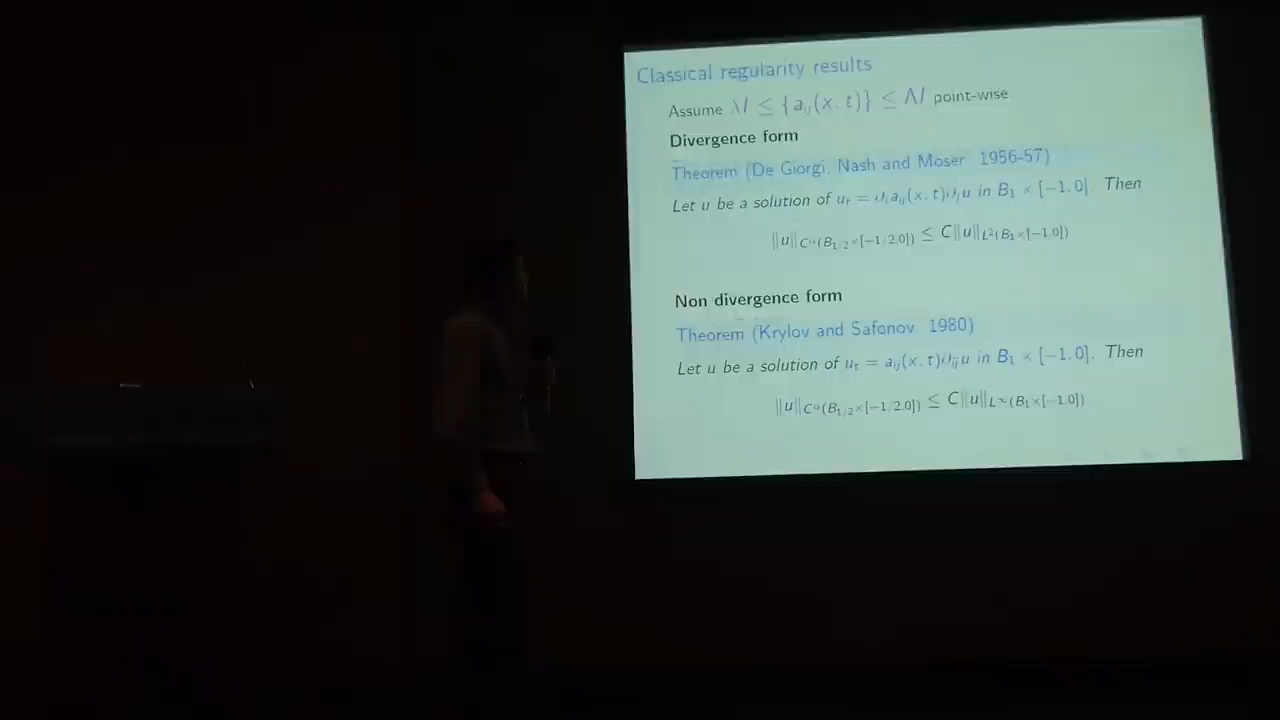 Classical regularity results
Assume λI ≤ {a_ij(x, t)} ≤ ΛI point-wise
Divergence form
Theorem (De Giorgi, Nash and Moser 1956-57)
Let u be a solution of u_t = ∂_i a_ij(x, t)∂_j u in B_1 × [−1, 0]. Then
‖u‖_{C^α(B_{1/2}×[−1/2,0])} ≤ C‖u‖_{L^2(B_1×[−1,0])}
Non divergence form
Theorem (Krylov and Safonov 1980)
Let u be a solution of u_t = a_ij(x, t)∂_ij u in B_1 × [−1, 0]. Then
‖u‖_{C^α(B_{1/2}×[−1/2,0])} ≤ C‖u‖_{L^∞(B_1×[−1,0])}